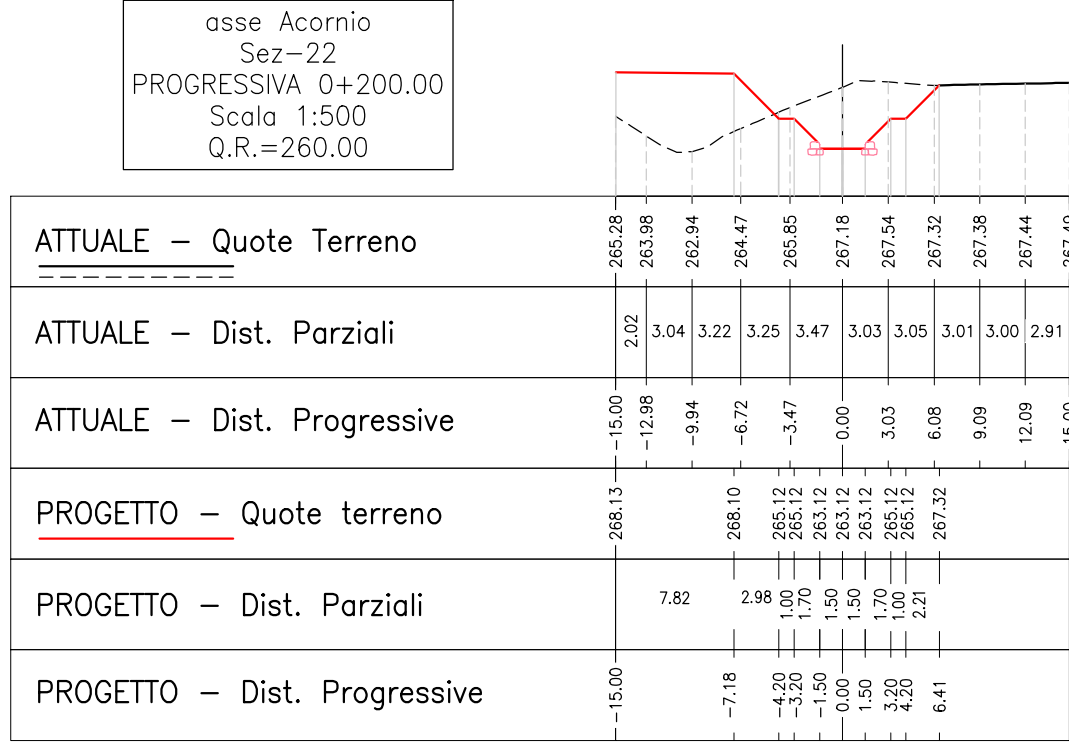 asse Acornio
Sez-22
PROGRESSIVA 0+200.00
Scala 1:500
Q.R.=260.00
ATTUALE - Quote Terreno
265.28 263.98 262.94 264.47 265.85 267.18 267.54 267.32 267.38 267.44 267.49
ATTUALE - Dist. Parziali
2.02 3.04 3.22 3.25 3.47 3.03 3.05 3.01 3.00 2.91
ATTUALE - Dist. Progressive
-15.00 -12.98 -9.94 -6.72 -3.47 0.00 3.03 6.08 9.09 12.09 15.00
PROGETTO - Quote terreno
268.13 268.10 265.12 265.12 263.12 263.12 263.12 265.12 265.12 267.32
PROGETTO - Dist. Parziali
7.82 2.98 1.00 1.70 1.50 1.50 1.70 1.00 2.21
PROGETTO - Dist. Progressive
-15.00 -7.18 -4.20 -3.20 -1.50 0.00 1.50 3.20 4.20 6.41